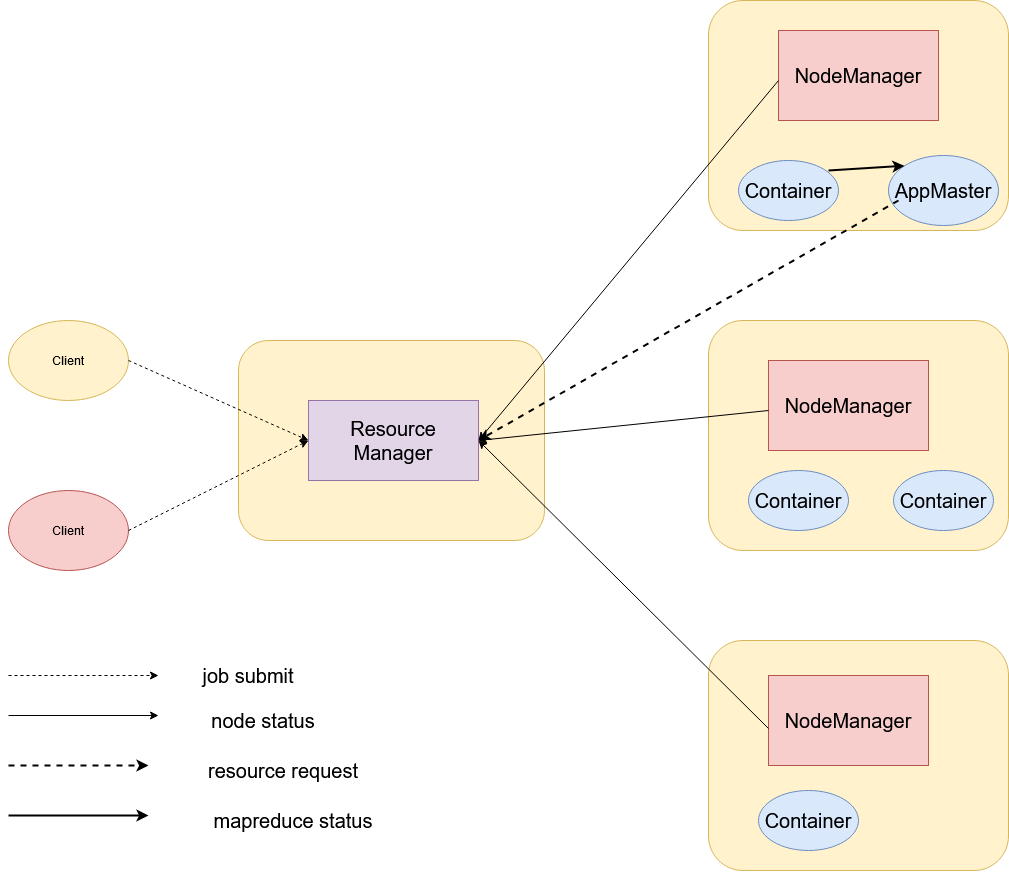 NodeManager
Container
AppMaster
Client
Resource
Manager
NodeManager
Container
Container
Client
job submit
node status
resource request
mapreduce status
NodeManager
Container